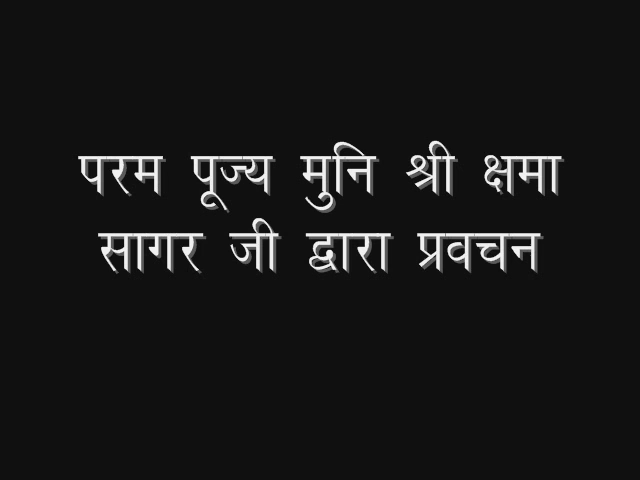 परम पूज्य मुनि श्री क्षमा
सागर जी द्वारा प्रवचन